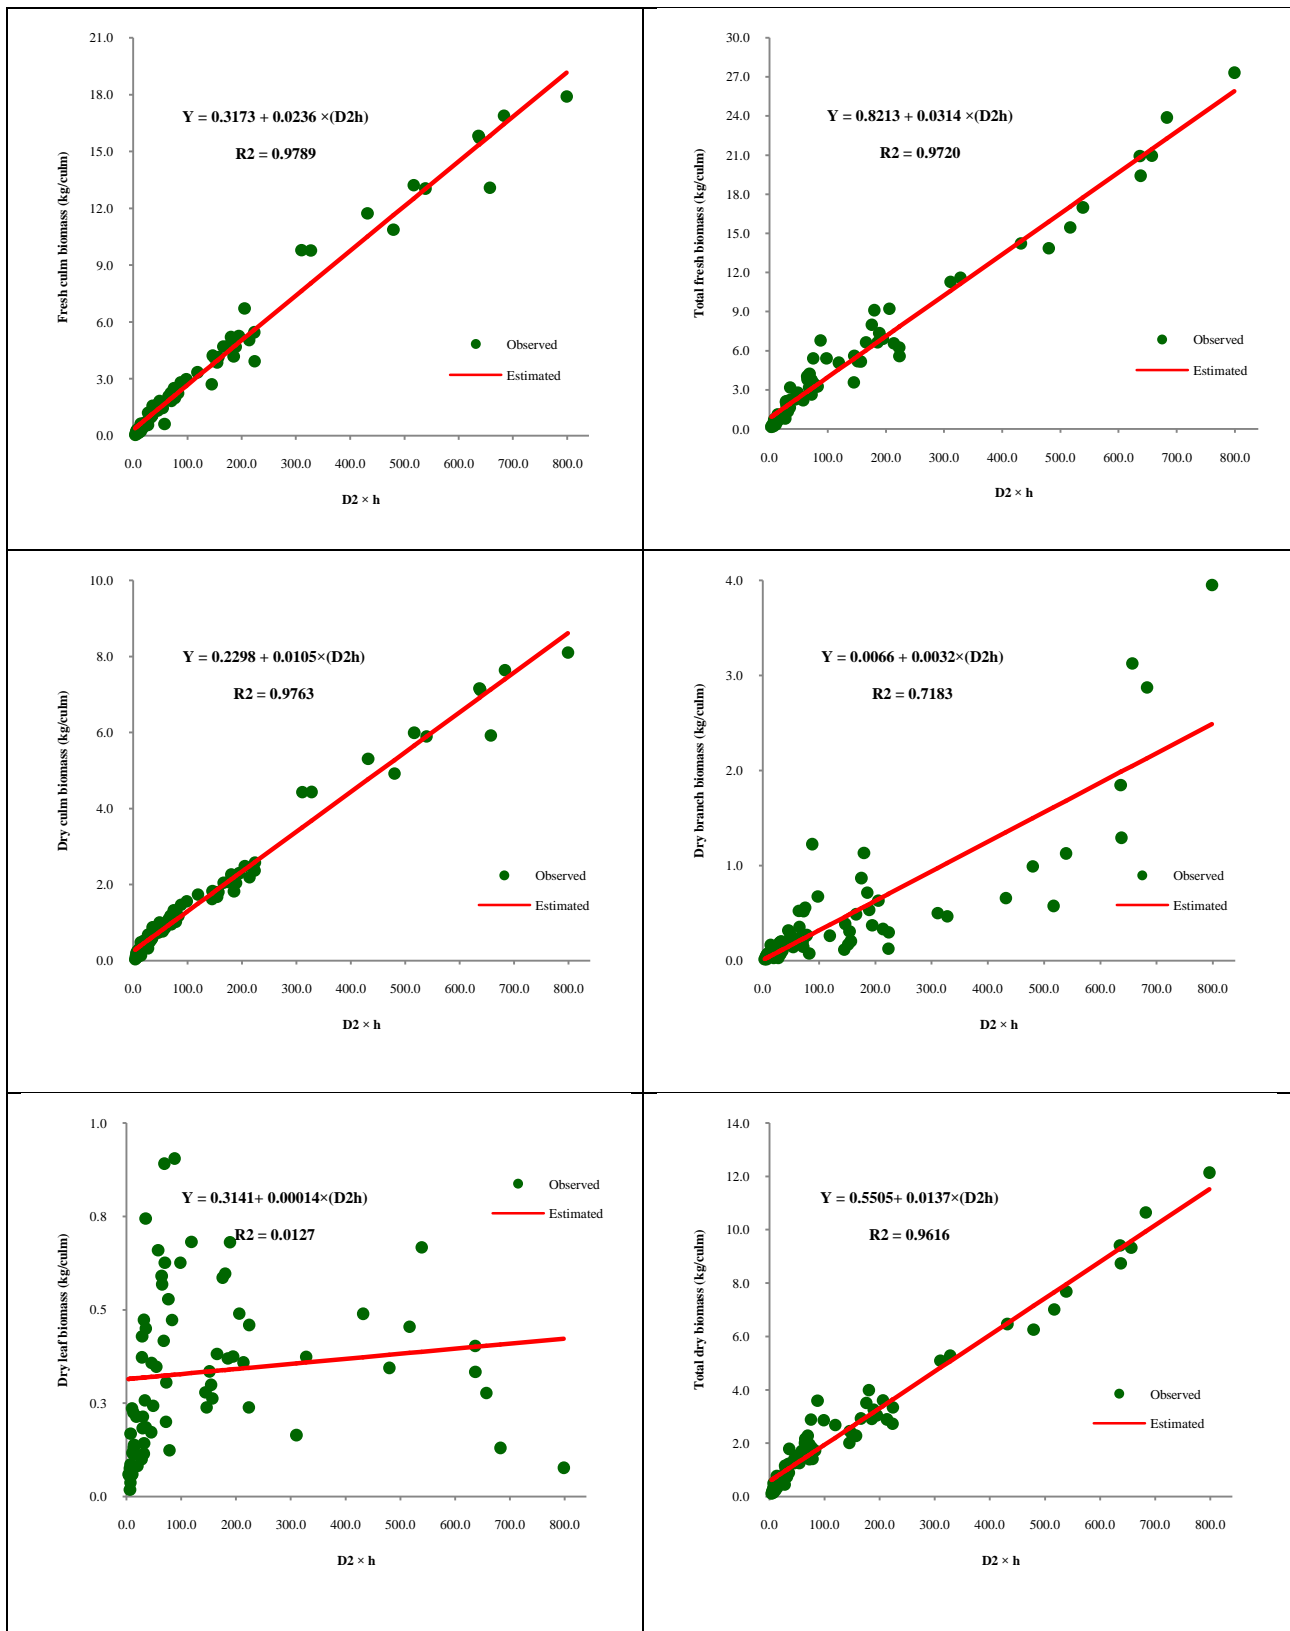 21.0
18.0
15.0
12.0
9.0
6.0
3.0
0.0
Fresh culm biomass (kg/culm)
Y = 0.3173 + 0.0236 ×(D2h)
R2 = 0.9789
Observed
Estimated
0.0 100.0 200.0 300.0 400.0 500.0 600.0 700.0 800.0
D2 × h
30.0
27.0
24.0
21.0
18.0
15.0
12.0
9.0
6.0
3.0
0.0
Total fresh biomass (kg/culm)
Y = 0.8213 + 0.0314 ×(D2h)
R2 = 0.9720
Observed
Estimated
0.0 100.0 200.0 300.0 400.0 500.0 600.0 700.0 800.0
D2 × h
10.0
8.0
6.0
4.0
2.0
0.0
Dry culm biomass (kg/culm)
Y = 0.2298 + 0.0105×(D2h)
R2 = 0.9763
Observed
Estimated
0.0 100.0 200.0 300.0 400.0 500.0 600.0 700.0 800.0
D2 × h
4.0
3.0
2.0
1.0
0.0
Dry branch biomass (kg/culm)
Y = 0.0066 + 0.0032×(D2h)
R2 = 0.7183
Observed
Estimated
0.0 100.0 200.0 300.0 400.0 500.0 600.0 700.0 800.0
D2 × h
1.0
0.8
0.5
0.3
0.0
Dry leaf biomass (kg/culm)
Y = 0.3141+ 0.00014×(D2h)
R2 = 0.0127
Observed
Estimated
0.0 100.0 200.0 300.0 400.0 500.0 600.0 700.0 800.0
D2 × h
14.0
12.0
10.0
8.0
6.0
4.0
2.0
0.0
Total dry biomass (kg/culm)
Y = 0.5505+ 0.0137×(D2h)
R2 = 0.9616
Observed
Estimated
0.0 100.0 200.0 300.0 400.0 500.0 600.0 700.0 800.0
D2 × h